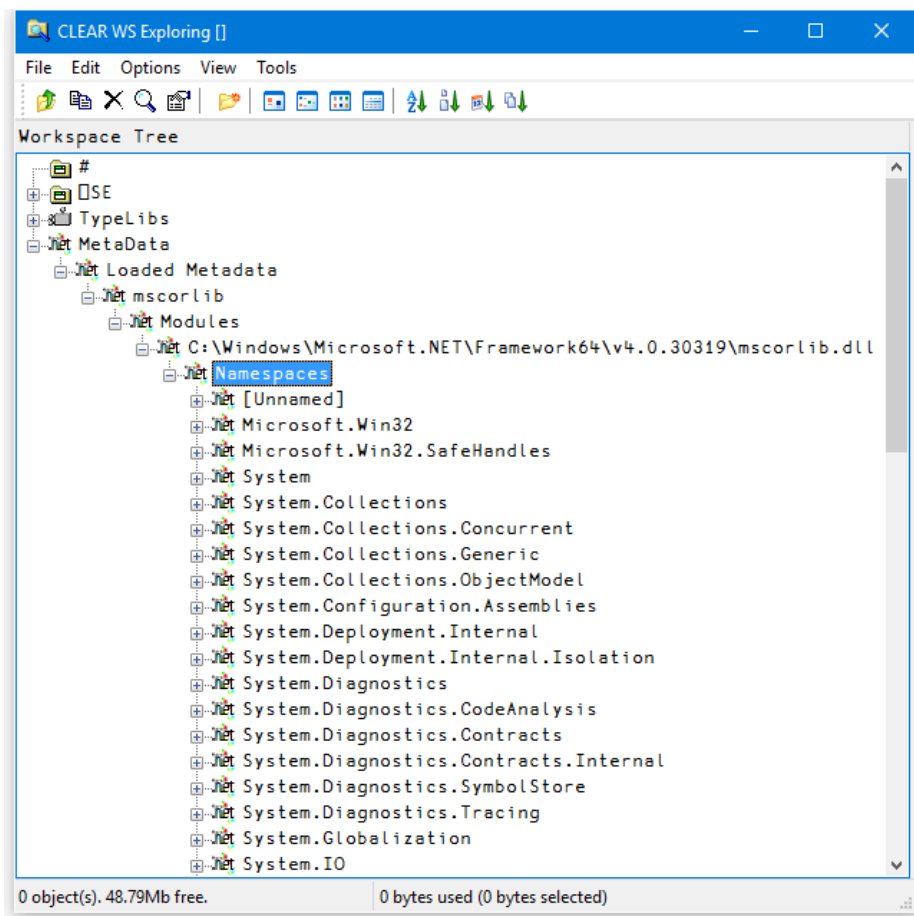 CLEAR WS Exploring []
File Edit Options View Tools
Workspace Tree
#
⎕SE
TypeLibs
MetaData
Loaded Metadata
mscorlib
Modules
C:\Windows\Microsoft.NET\Framework64\v4.0.30319\mscorlib.dll
Namespaces
[Unnamed]
Microsoft.Win32
Microsoft.Win32.SafeHandles
System
System.Collections
System.Collections.Concurrent
System.Collections.Generic
System.Collections.ObjectModel
System.Configuration.Assemblies
System.Deployment.Internal
System.Deployment.Internal.Isolation
System.Diagnostics
System.Diagnostics.CodeAnalysis
System.Diagnostics.Contracts
System.Diagnostics.Contracts.Internal
System.Diagnostics.SymbolStore
System.Diagnostics.Tracing
System.Globalization
System.IO
0 object(s). 48.79Mb free. 0 bytes used (0 bytes selected)